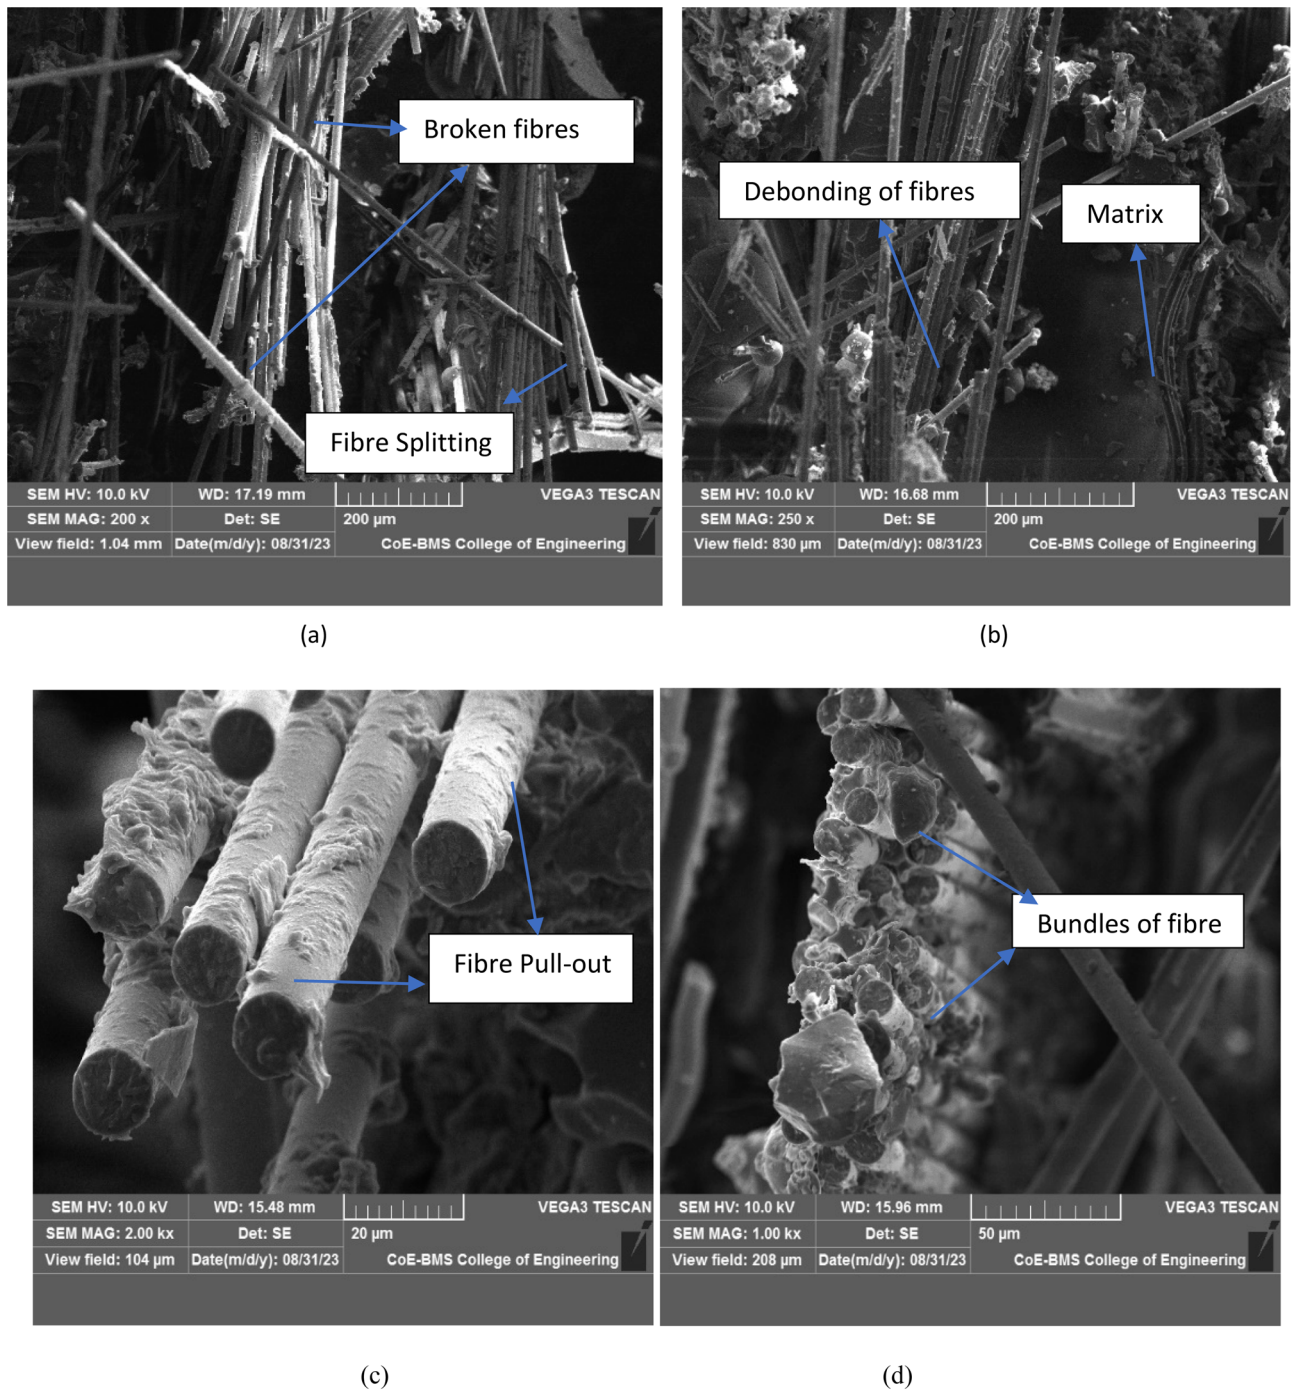 Broken fibres
Fibre Splitting
SEM HV: 10.0 kV WD: 17.19 mm VEGA3 TESCAN
SEM MAG: 200 x Det: SE 200 µm
View field: 1.04 mm Date(m/d/y): 08/31/23 CoE-BMS College of Engineering
(a)
Debonding of fibres
Matrix
SEM HV: 10.0 kV WD: 16.68 mm VEGA3 TESCAN
SEM MAG: 250 x Det: SE 200 µm
View field: 830 µm Date(m/d/y): 08/31/23 CoE-BMS College of Engineering
(b)
Fibre Pull-out
SEM HV: 10.0 kV WD: 15.48 mm VEGA3 TESCAN
SEM MAG: 2.00 kx Det: SE 20 µm
View field: 104 µm Date(m/d/y): 08/31/23 CoE-BMS College of Engineering
(c)
Bundles of fibre
SEM HV: 10.0 kV WD: 15.96 mm VEGA3 TESCAN
SEM MAG: 1.00 kx Det: SE 50 µm
View field: 208 µm Date(m/d/y): 08/31/23 CoE-BMS College of Engineering
(d)